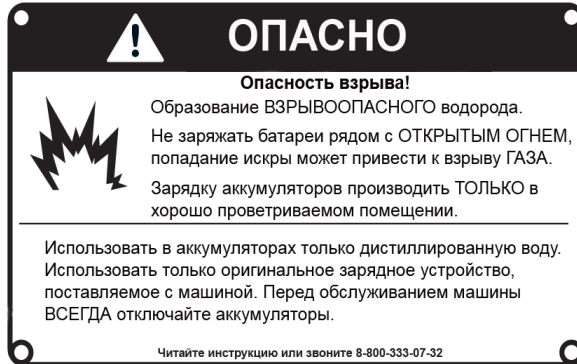 ОПАСНО
Опасность взрыва!
Образование ВЗРЫВООПАСНОГО водорода.
Не заряжать батареи рядом с ОТКРЫТЫМ ОГНЕМ,
попадание искры может привести к взрыву ГАЗА.
Зарядку аккумуляторов производить ТОЛЬКО в
хорошо проветриваемом помещении.
Использовать в аккумуляторах только дистиллированную воду.
Использовать только оригинальное зарядное устройство,
поставляемое с машиной. Перед обслуживанием машины
ВСЕГДА отключайте аккумуляторы.
Читайте инструкцию или звоните 8-800-333-07-32